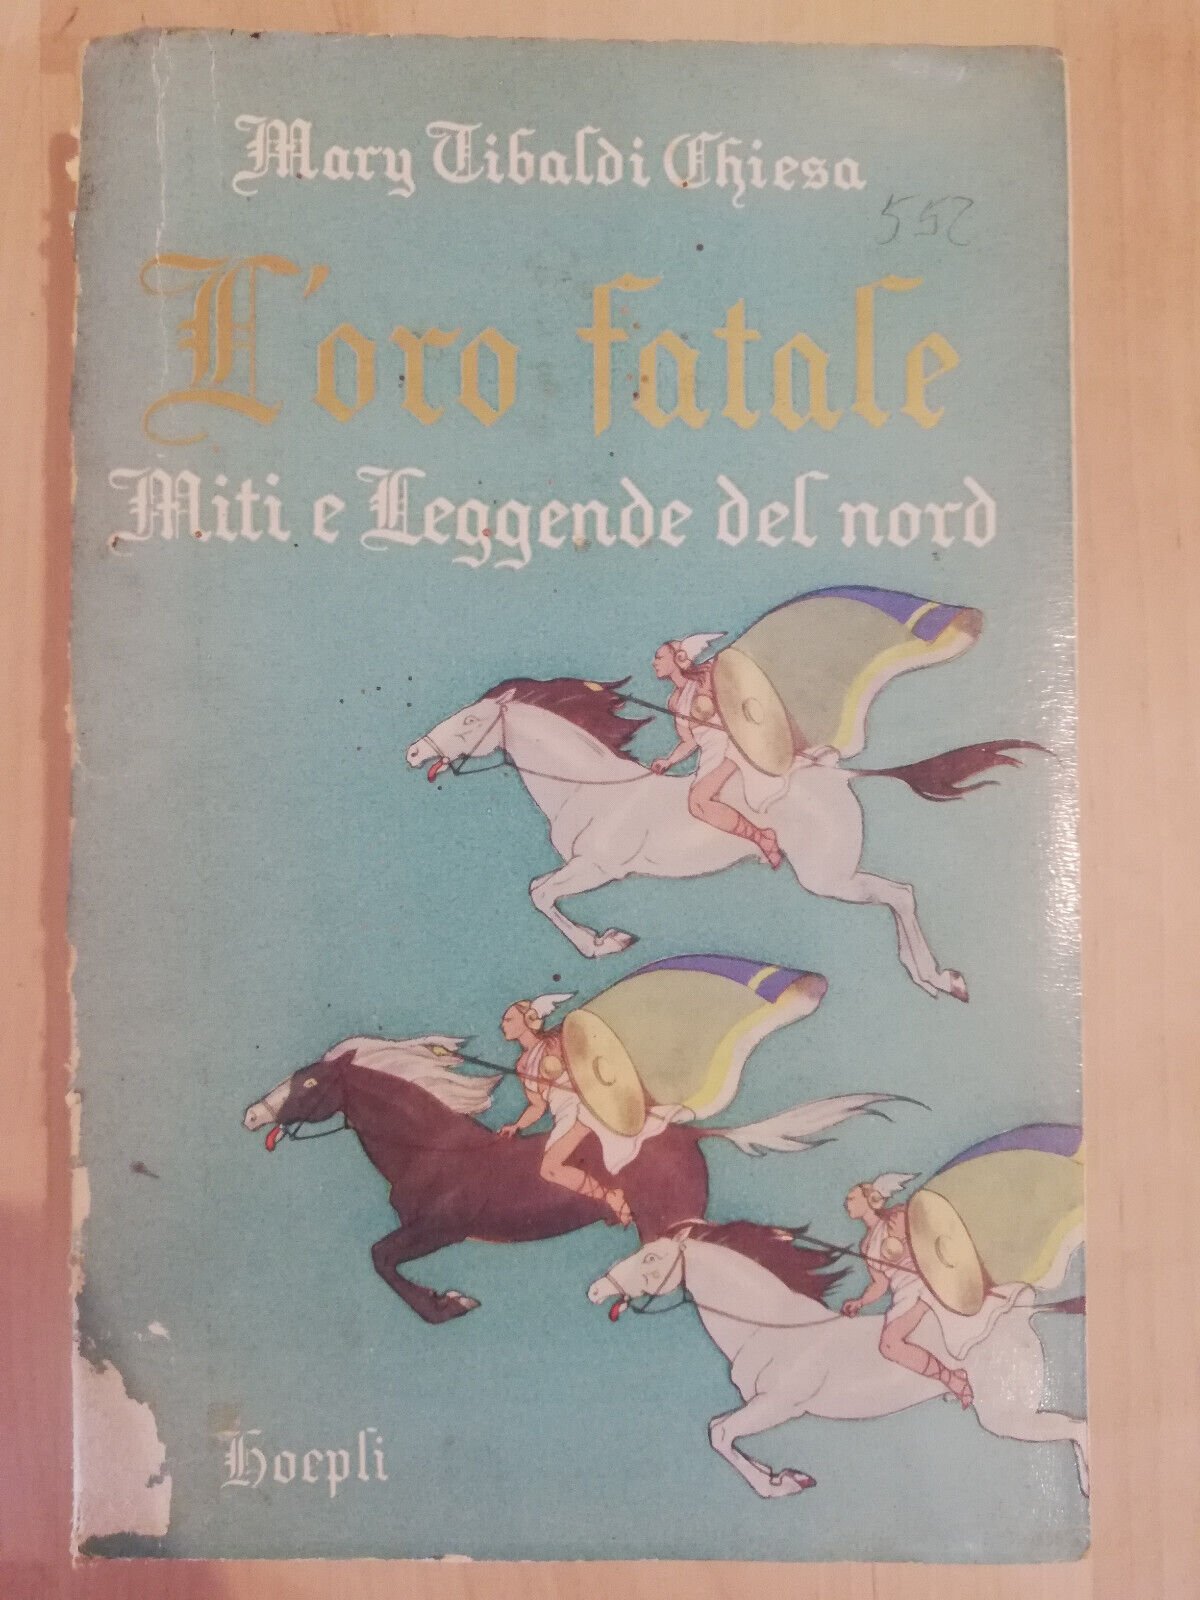 Mary Tibaldi Chiesa
552
L'oro fatale
Miti e Leggende del nord
Hoepli